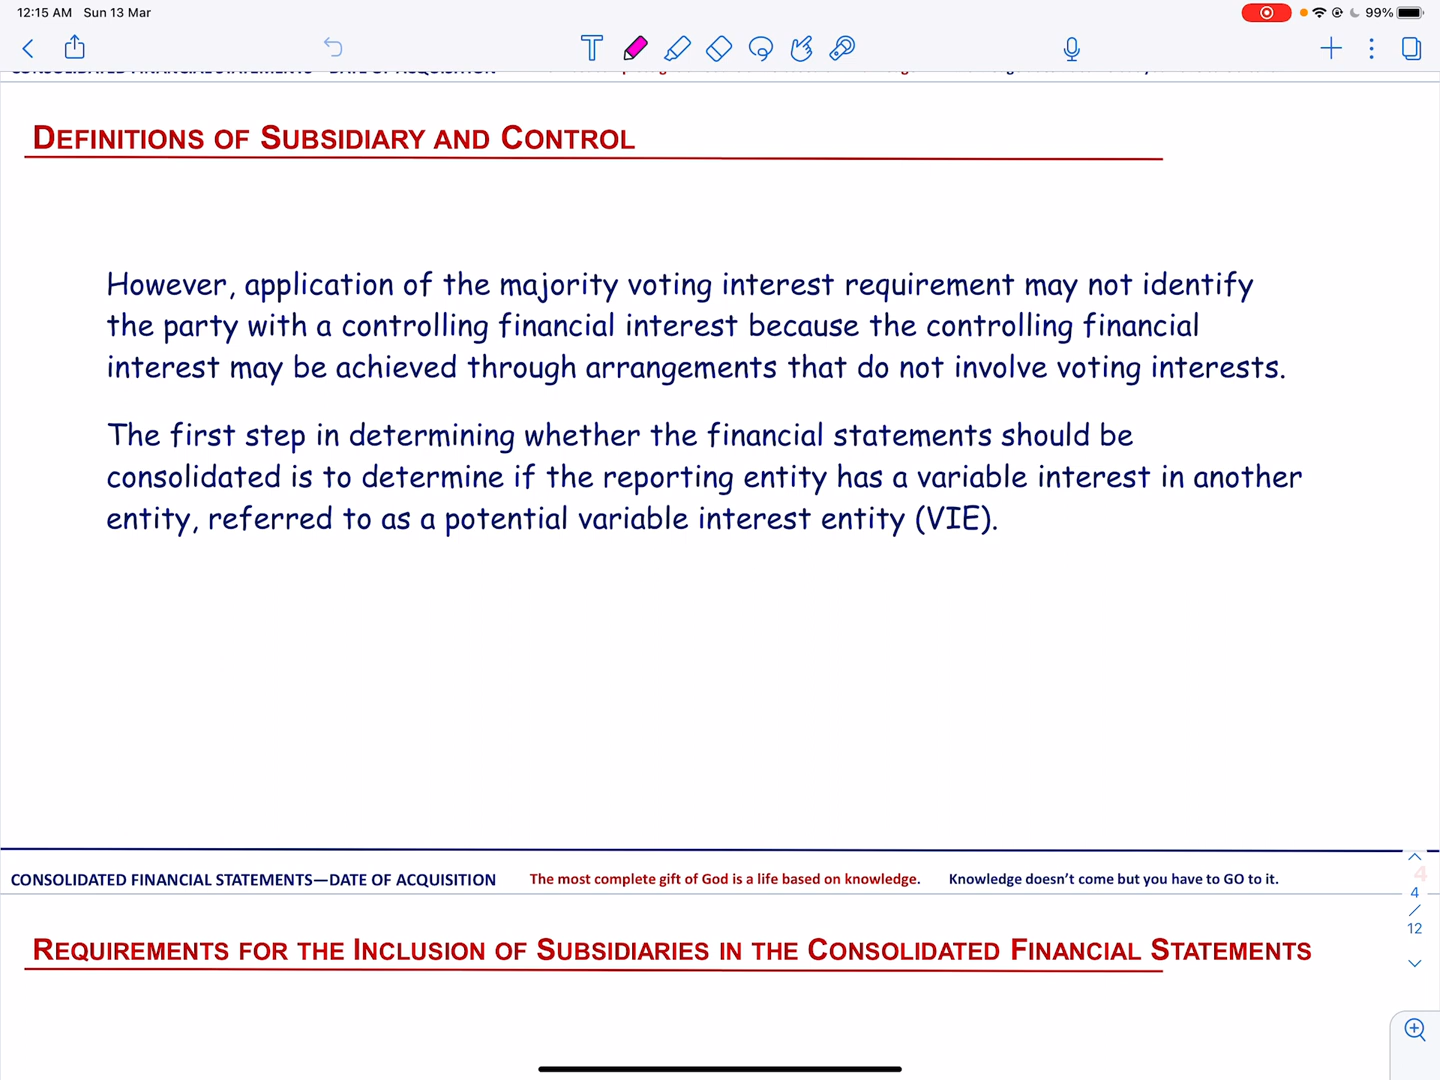 12:15 AM Sun 13 Mar
99%
DEFINITIONS OF SUBSIDIARY AND CONTROL
However, application of the majority voting interest requirement may not identify
the party with a controlling financial interest because the controlling financial
interest may be achieved through arrangements that do not involve voting interests.
The first step in determining whether the financial statements should be
consolidated is to determine if the reporting entity has a variable interest in another
entity, referred to as a potential variable interest entity (VIE).
CONSOLIDATED FINANCIAL STATEMENTS—DATE OF ACQUISITION The most complete gift of God is a life based on knowledge. Knowledge doesn't come but you have to GO to it.
4
4
/
12
REQUIREMENTS FOR THE INCLUSION OF SUBSIDIARIES IN THE CONSOLIDATED FINANCIAL STATEMENTS